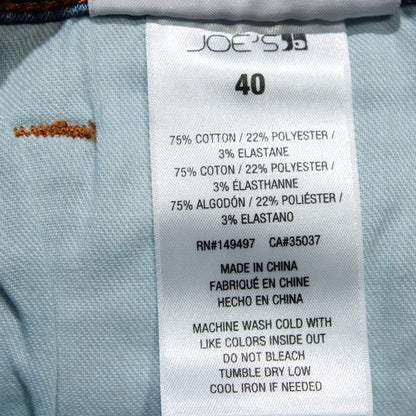 JOE'S
40
75% COTTON / 22% POLYESTER /
3% ELASTANE
75% COTON / 22% POLYESTER /
3% ÉLASTHANNE
75% ALGODÓN / 22% POLIÉSTER /
3% ELASTANO
RN#149497 CA#35037
MADE IN CHINA
FABRIQUÉ EN CHINE
HECHO EN CHINA
MACHINE WASH COLD WITH
LIKE COLORS INSIDE OUT
DO NOT BLEACH
TUMBLE DRY LOW
COOL IRON IF NEEDED